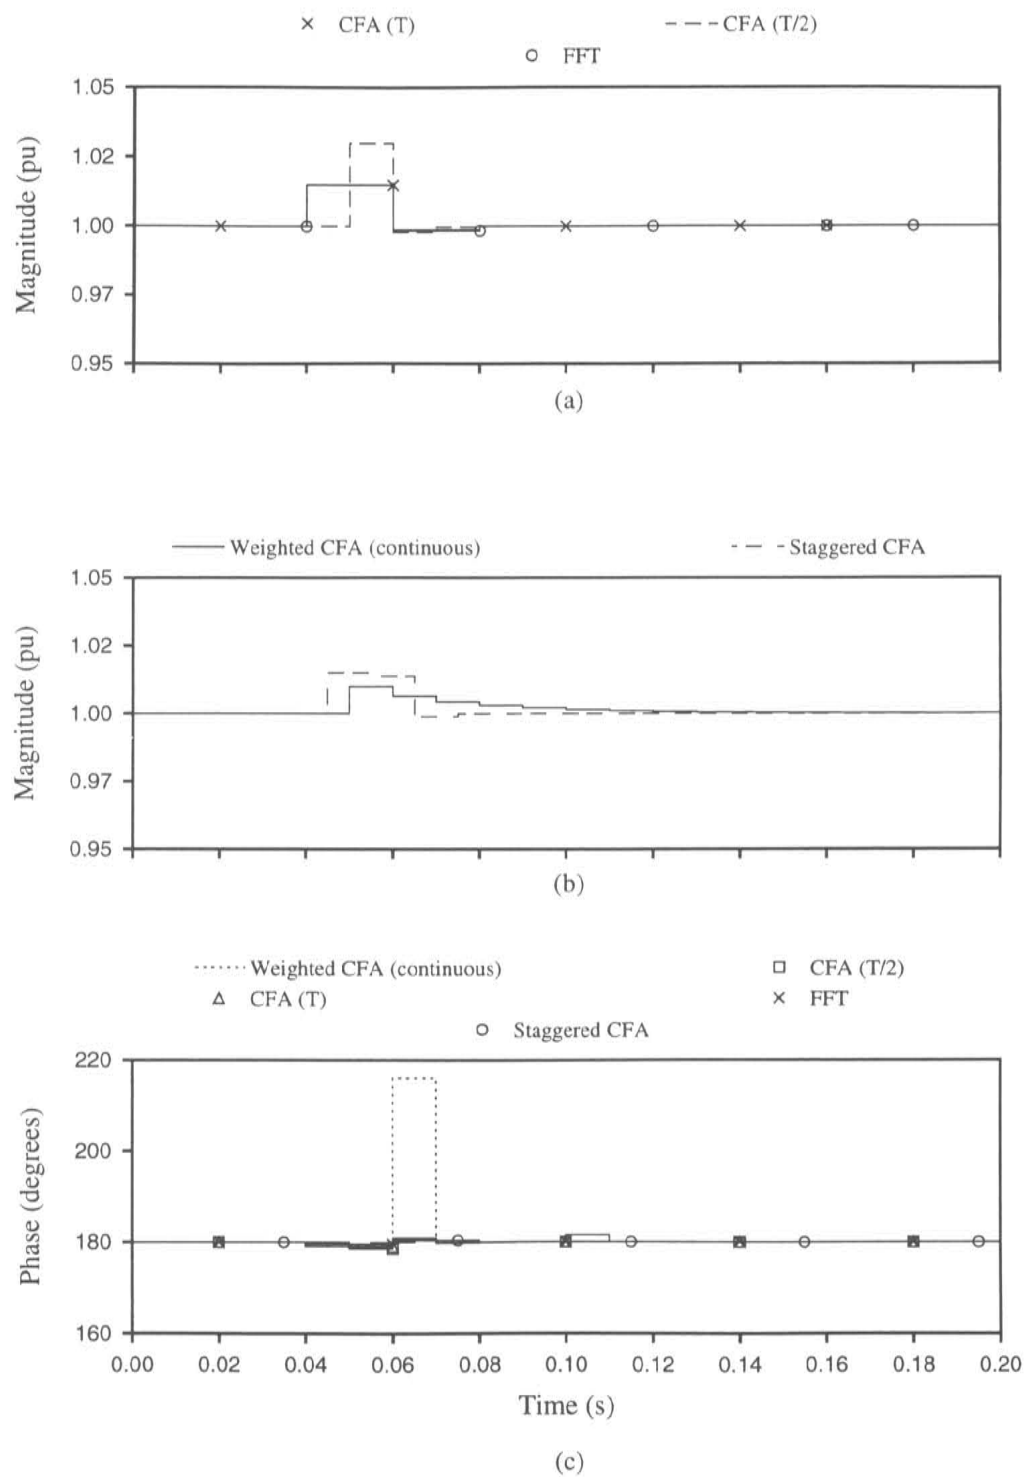 CFA (T) CFA (T/2)
FFT
1.05
1.02
1.00
0.97
0.95
Magnitude (pu)
(a)
Weighted CFA (continuous) Staggered CFA
1.05
1.02
1.00
0.97
0.95
Magnitude (pu)
(b)
Weighted CFA (continuous) CFA (T/2)
CFA (T) FFT
Staggered CFA
220
200
180
160
Phase (degrees)
0.00 0.02 0.04 0.06 0.08 0.10 0.12 0.14 0.16 0.18 0.20
Time (s)
(c)